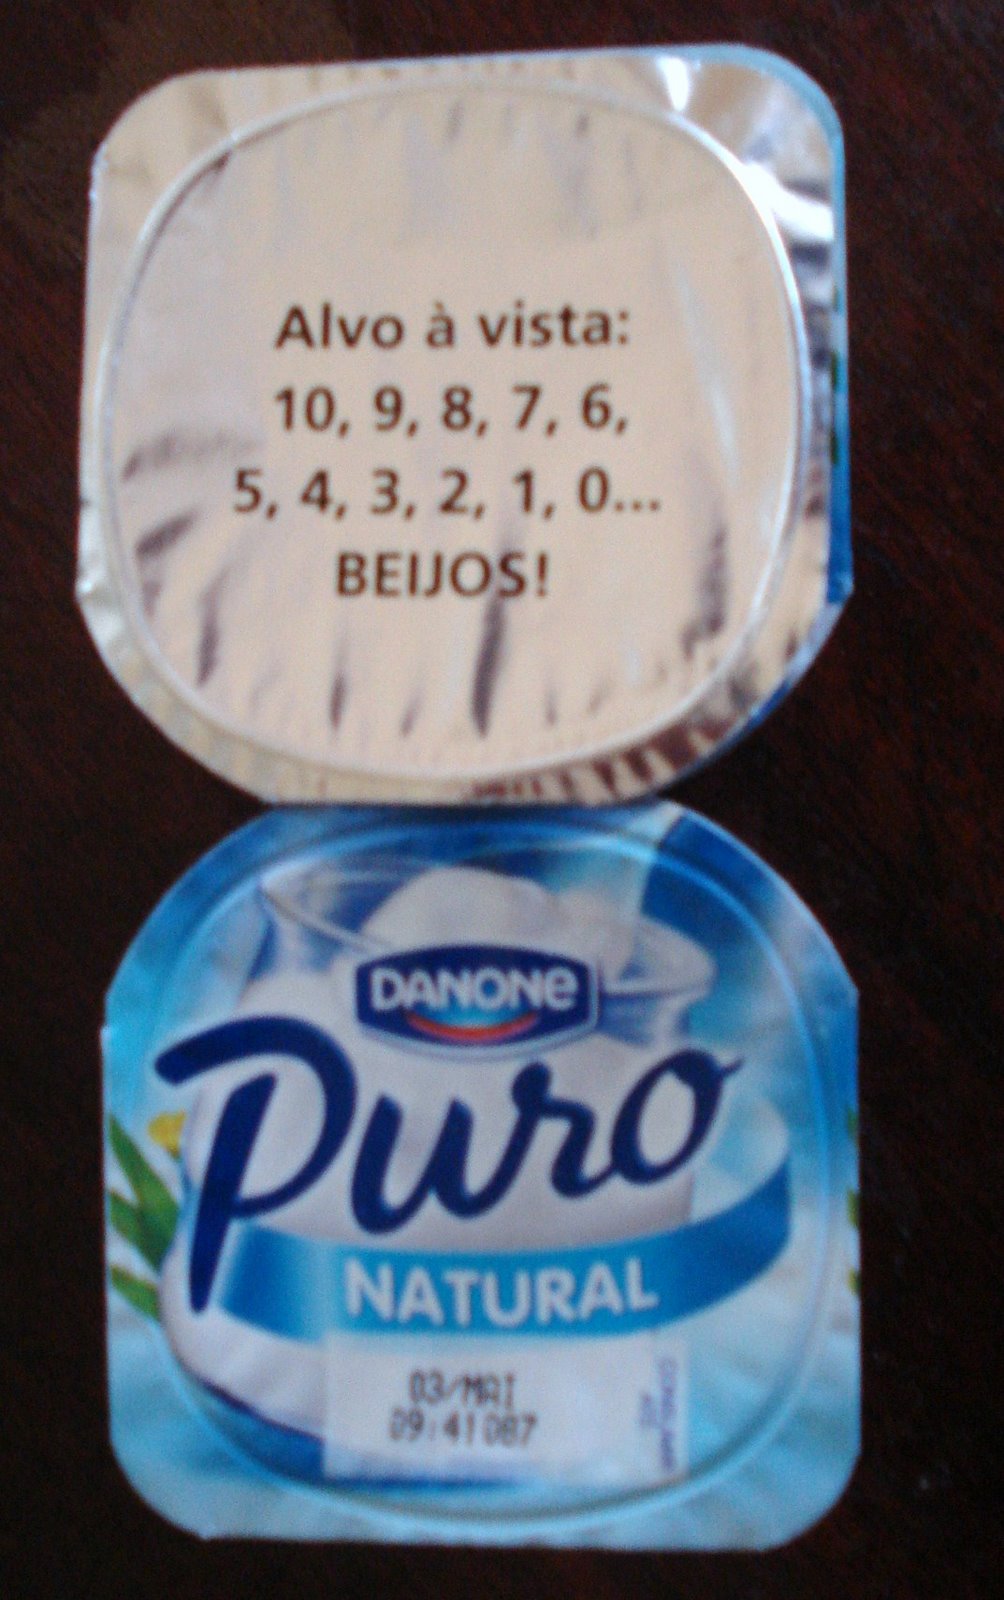 Alvo à vista:
10, 9, 8, 7, 6,
5, 4, 3, 2, 1, 0...
BEIJOS!
DANONE
Puro
NATURAL
03/MAI
09:41 087